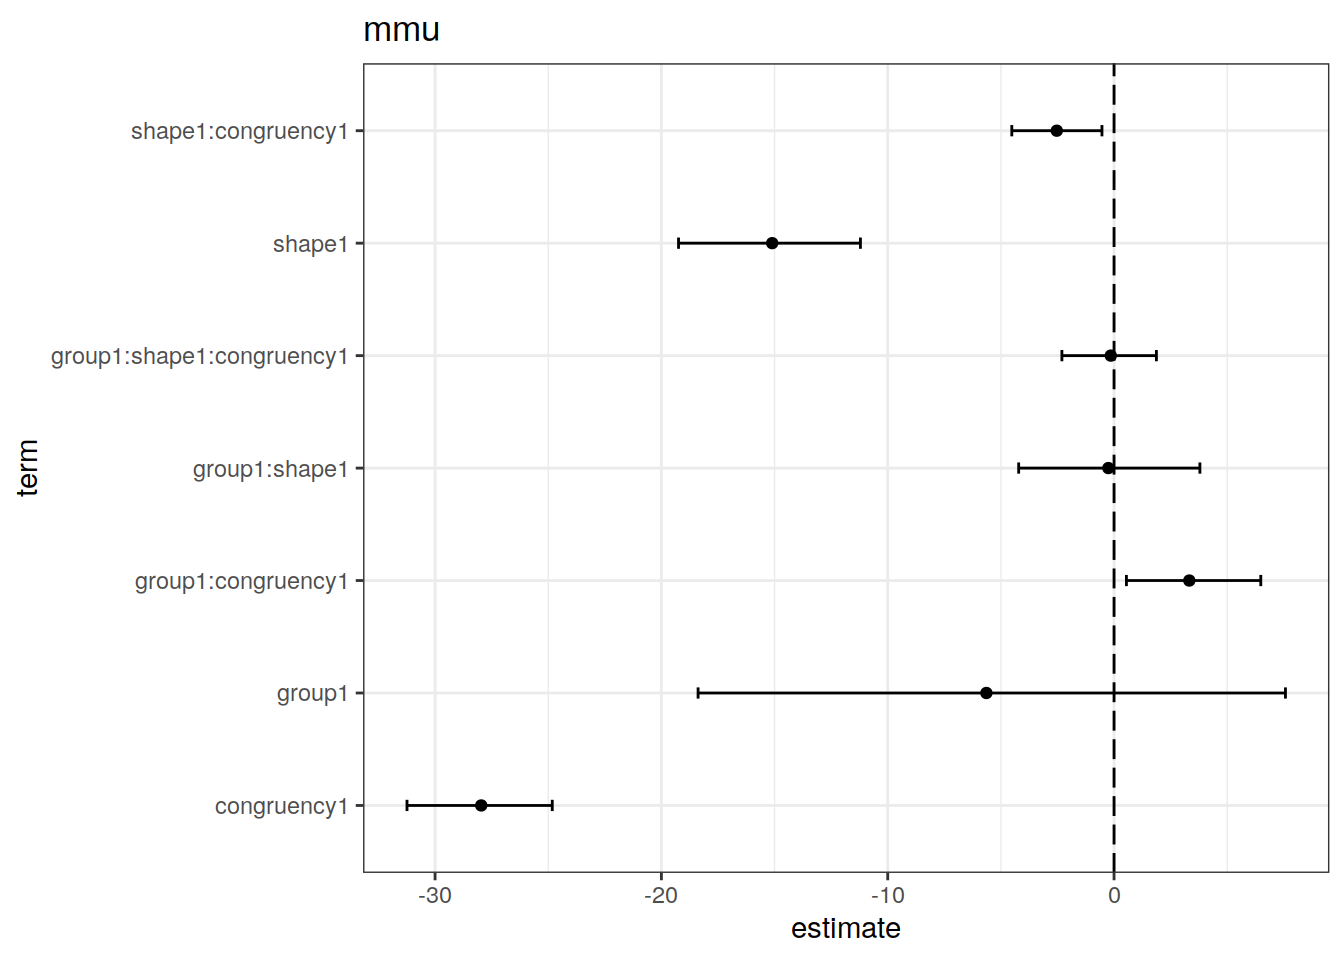 mmu
shape1:congruency1
shape1
group1:shape1:congruency1
group1:shape1
group1:congruency1
group1
congruency1
term
-30 -20 -10 0
estimate